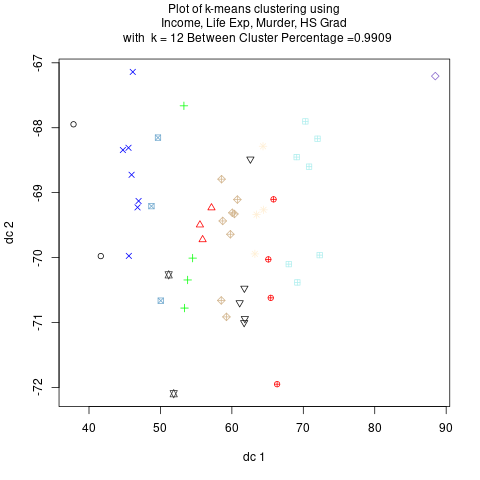 Plot of k-means clustering using
Income, Life Exp, Murder, HS Grad
with k = 12 Between Cluster Percentage =0.9909
-67
-68
-69
-70
-71
-72
dc 2
40 50 60 70 80 90
dc 1